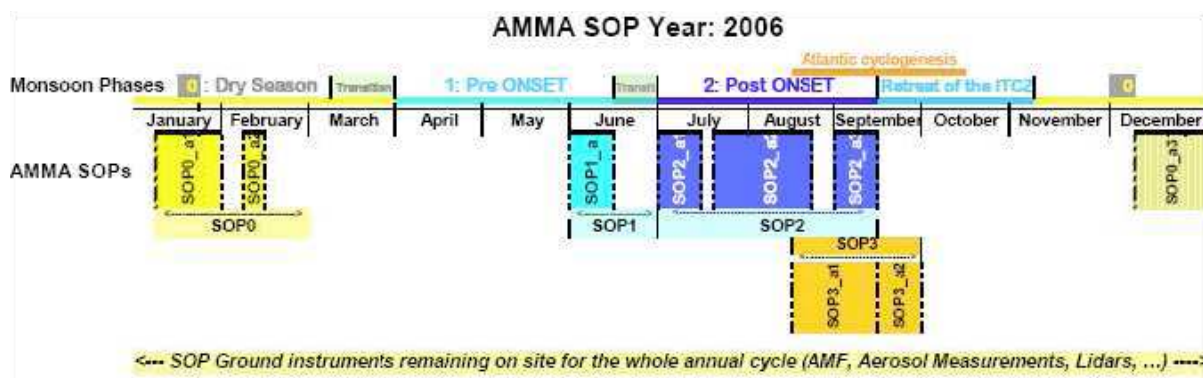 AMMA SOP Year: 2006
Atlantic cyclogenesis
Monsoon Phases 0 : Dry Season Transition 1: Pre ONSET Transit 2: Post ONSET Retreat of the ITCZ 0
January February March April May June July August September October November December
AMMA SOPs SOP0_a1 SOP0_a2 SOP1_a SOP2_a1 SOP2_a2 SOP2_a3 SOP0_a3
SOP0 SOP1 SOP2
SOP3
SOP3_a1 SOP3_a2
<--- SOP Ground instruments remaining on site for the whole annual cycle (AMF, Aerosol Measurements, Lidars, ...) ---->